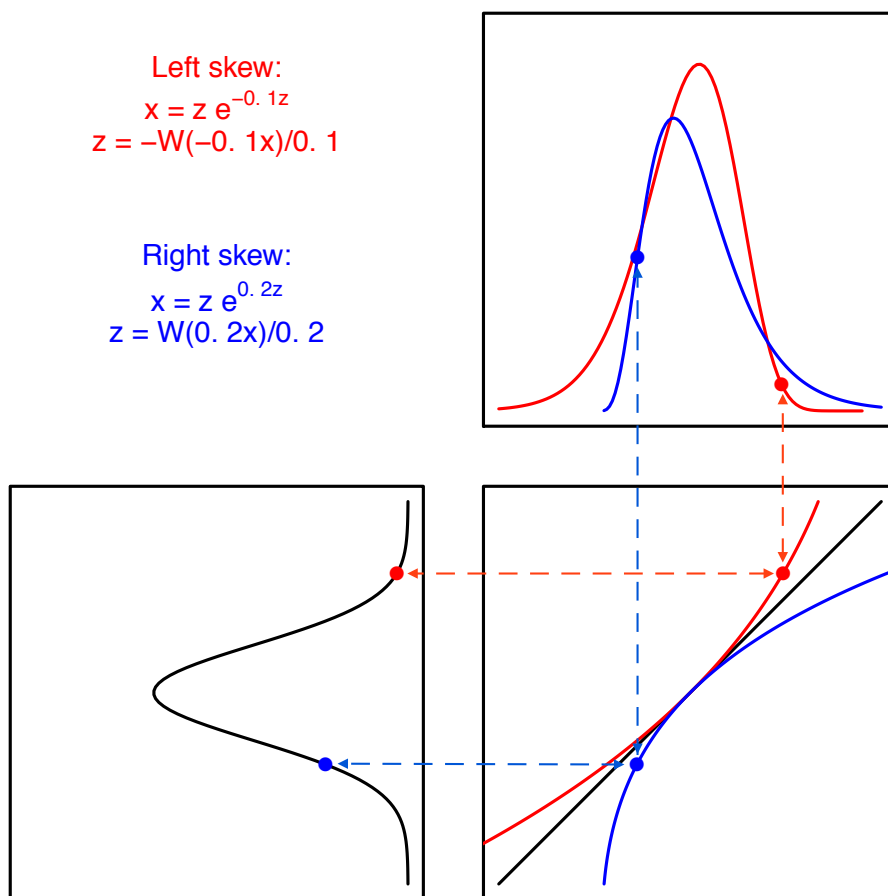 Left skew:
x = z e^−0. 1z
z = −W(−0. 1x)/0. 1
Right skew:
x = z e^0. 2z
z = W(0. 2x)/0. 2